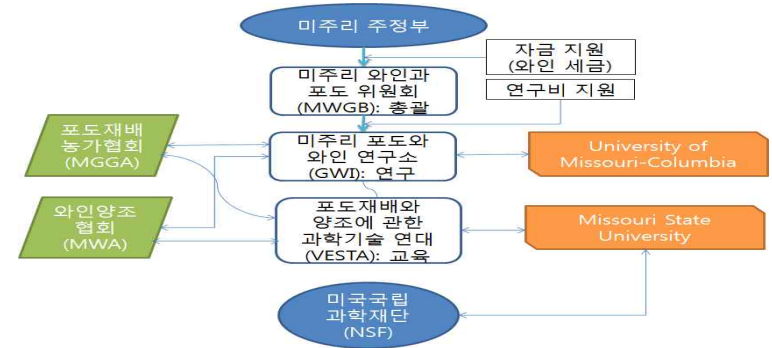 미주리 주정부
자금 지원
(와인 세금)
미주리 와인과
포도 위원회
(MWGB): 총괄
연구비 지원
포도재배
농가협회
(MGGA)
미주리 포도와
와인 연구소
(GWI): 연구
University of
Missouri-Columbia
와인양조
협회
(MWA)
포도재배와
양조에 관한
과학기술 연대
(VESTA): 교육
Missouri State
University
미국국립
과학재단
(NSF)